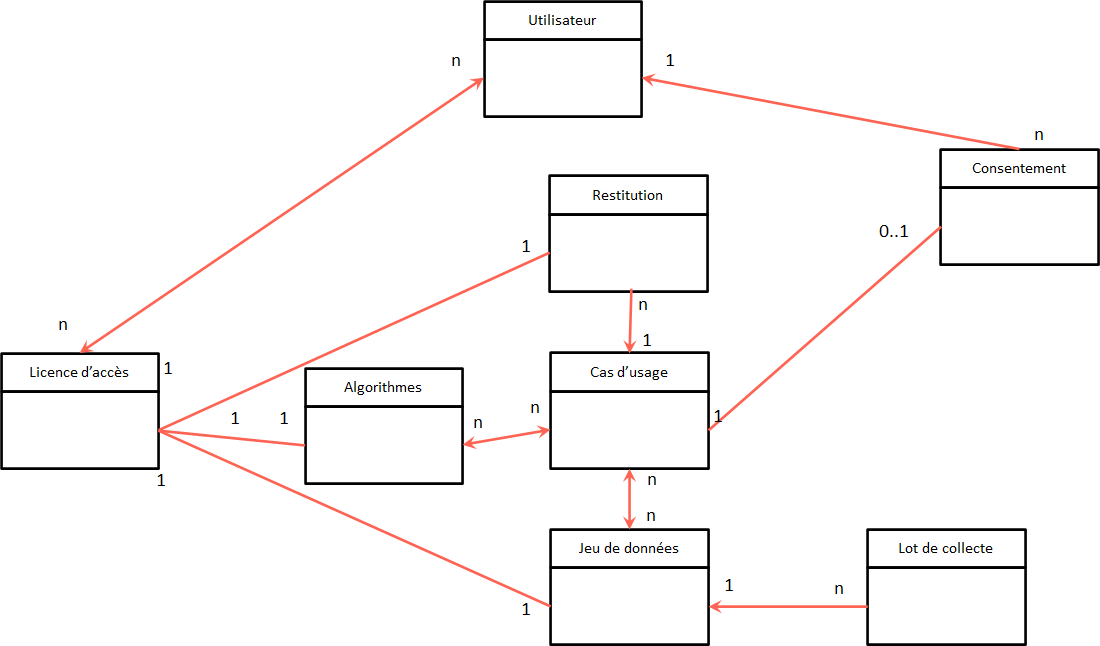 Utilisateur
n
1
n
Consentement
Restitution
0..1
1
n
n
1
Licence d'accès
1
Cas d'usage
Algorithmes
n
1
1
1
n
1
n
n
Jeu de données
Lot de collecte
1
n
1